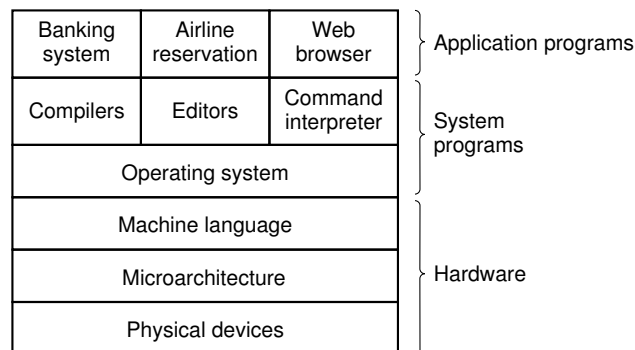 Banking system
Airline reservation
Web browser
Application programs
Compilers
Editors
Command interpreter
System programs
Operating system
Machine language
Microarchitecture
Hardware
Physical devices